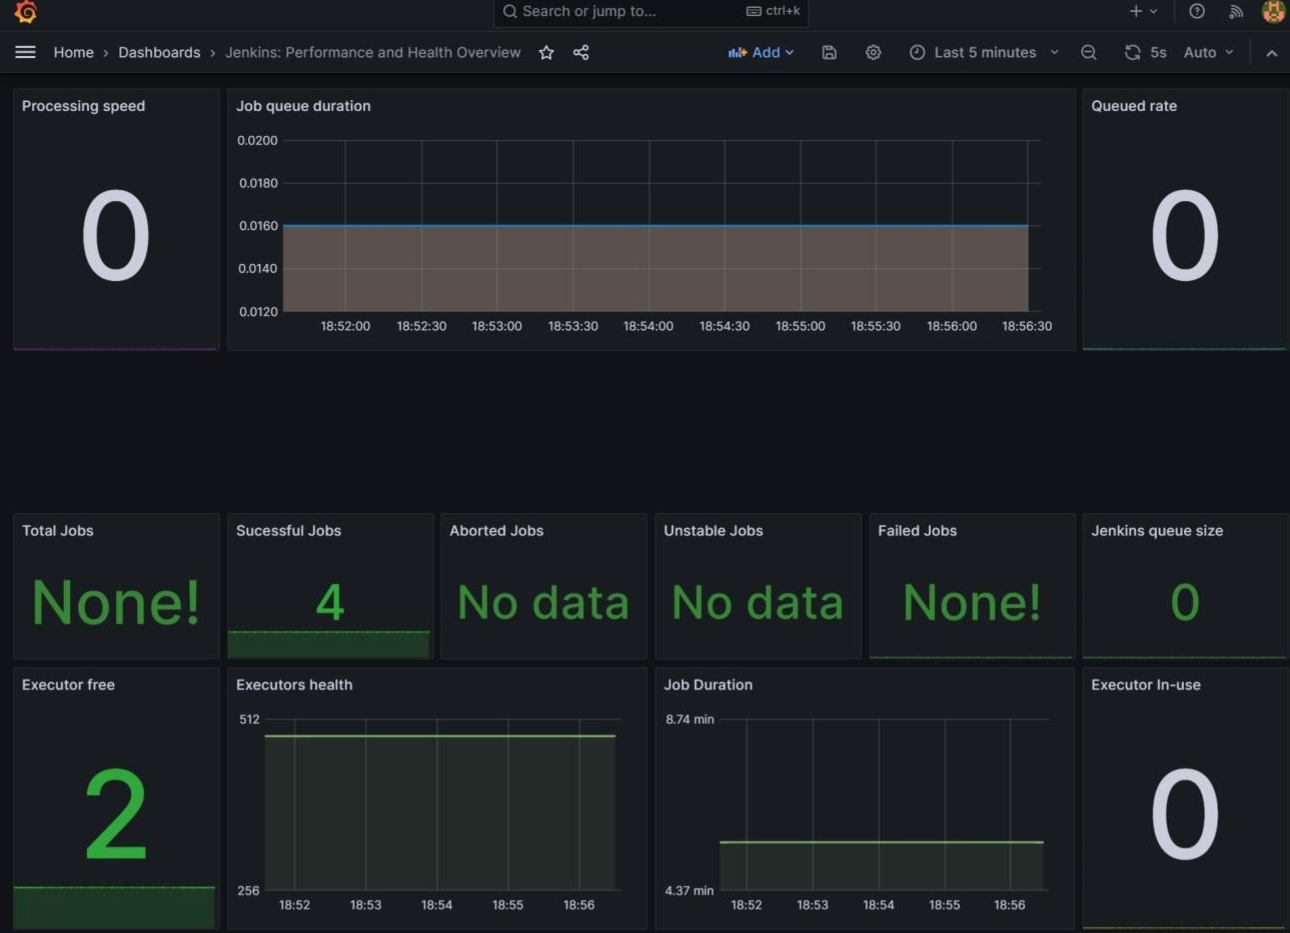 Search or jump to... ctrl+k
Home › Dashboards › Jenkins: Performance and Health Overview Add Last 5 minutes 5s Auto
Processing speed
0
Job queue duration
0.0200
0.0180
0.0160
0.0140
0.0120
18:52:00 18:52:30 18:53:00 18:53:30 18:54:00 18:54:30 18:55:00 18:55:30 18:56:00 18:56:30
Queued rate
0
Total Jobs
None!
Sucessful Jobs
4
Aborted Jobs
No data
Unstable Jobs
No data
Failed Jobs
None!
Jenkins queue size
0
Executor free
2
Executors health
512
256
18:52 18:53 18:54 18:55 18:56
Job Duration
8.74 min
4.37 min
18:52 18:53 18:54 18:55 18:56
Executor In-use
0